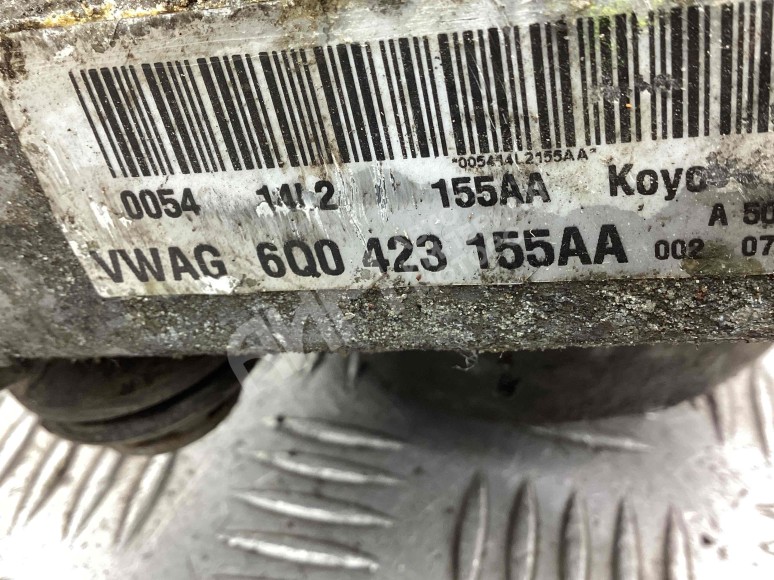 *005414L2155AA*
0054 14L2 155AA Koyo
A 50
VWAG 6Q0 423 155AA 002 07